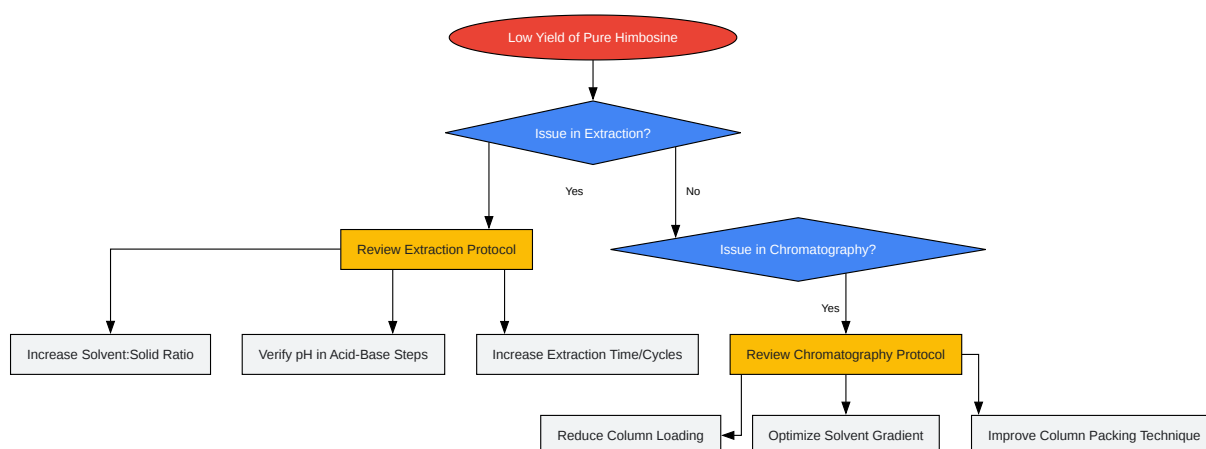 Low Yield of Pure Himbosine
Issue in Extraction?
Yes
No
Review Extraction Protocol
Issue in Chromatography?
Yes
Increase Solvent:Solid Ratio
Verify pH in Acid-Base Steps
Increase Extraction Time/Cycles
Review Chromatography Protocol
Reduce Column Loading
Optimize Solvent Gradient
Improve Column Packing Technique